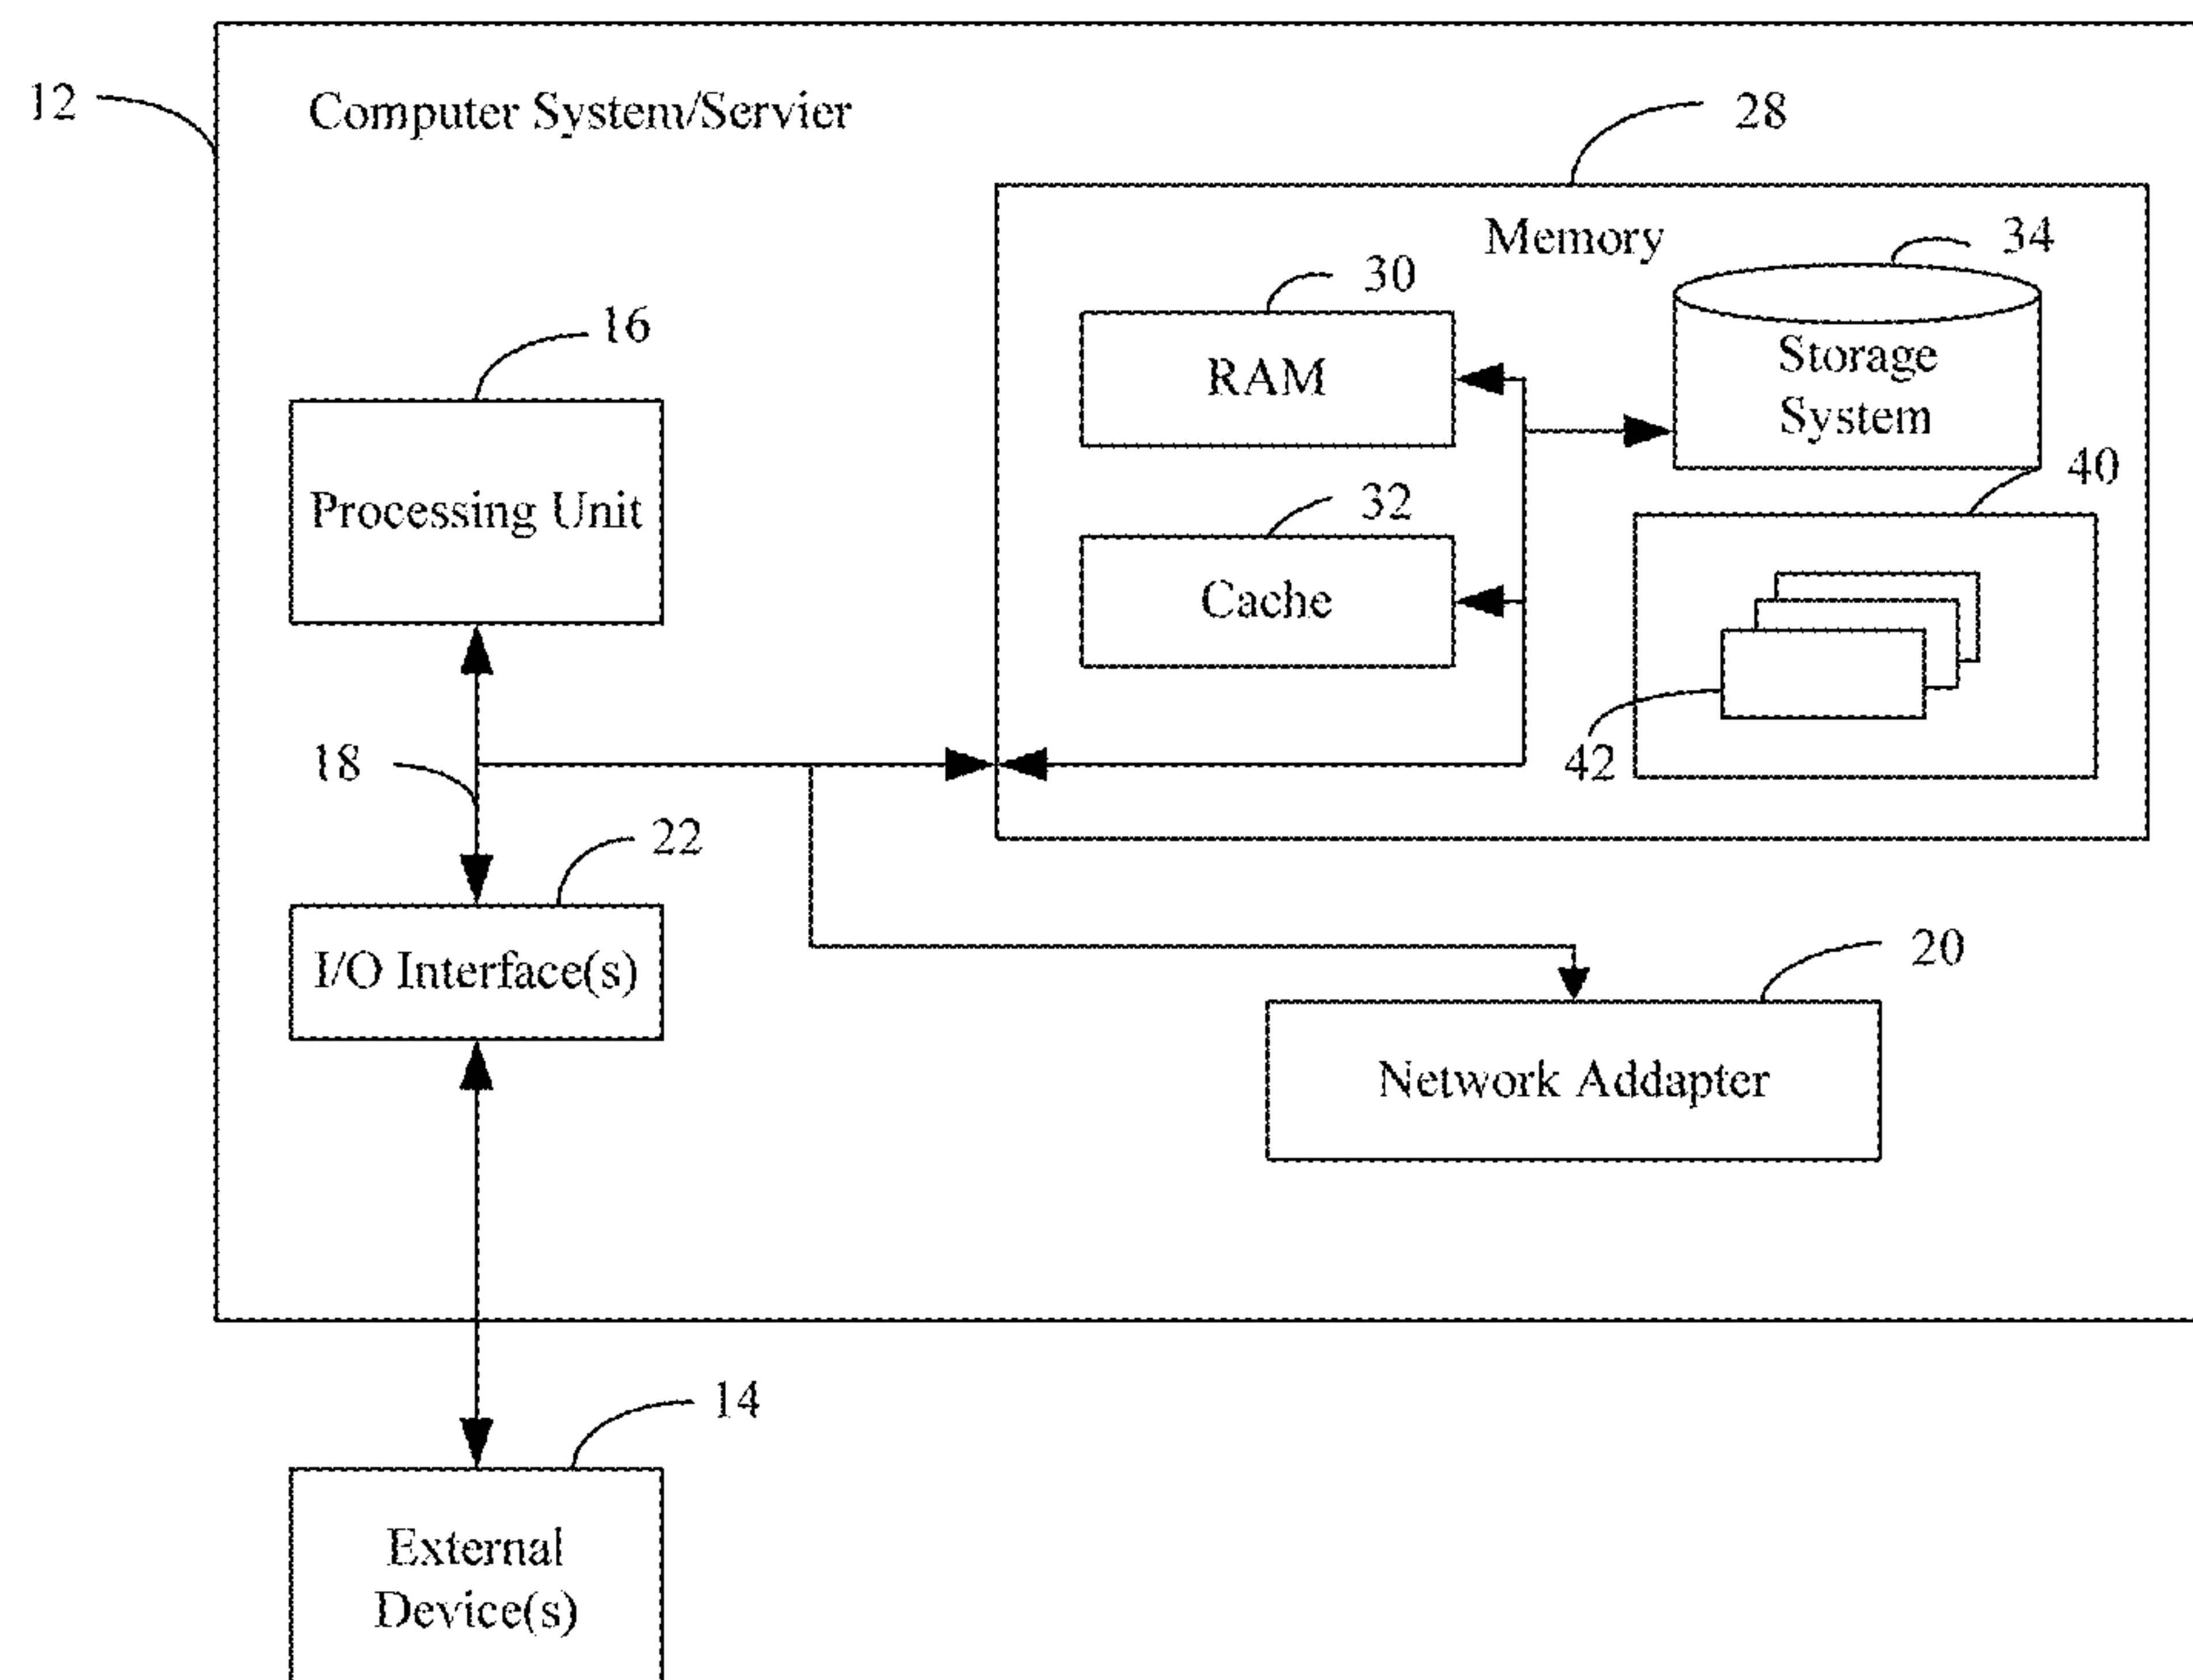 12
Computer System/Servier
28
Memory
34
30
16
RAM
Storage
System
40
Processing Unit
32
Cache
18
42
22
I/O Interface(s)
20
Network Addapter
14
External
Device(s)